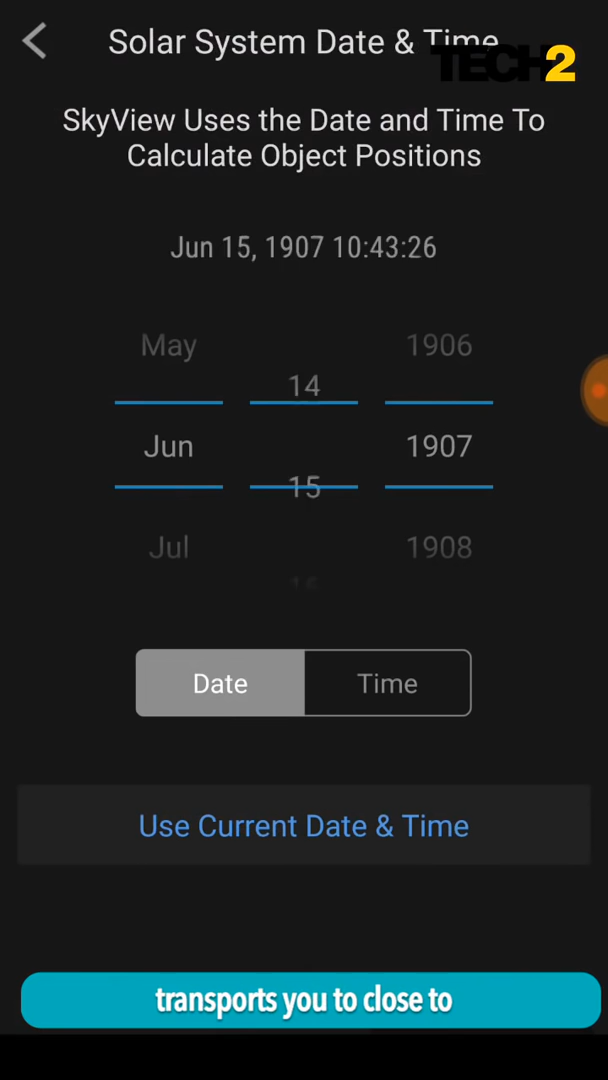 Solar System Date & Time
TECH2
SkyView Uses the Date and Time To
Calculate Object Positions
Jun 15, 1907 10:43:26
May 1906
14
Jun 1907
15
Jul 1908
16
Date Time
Use Current Date & Time
transports you to close to